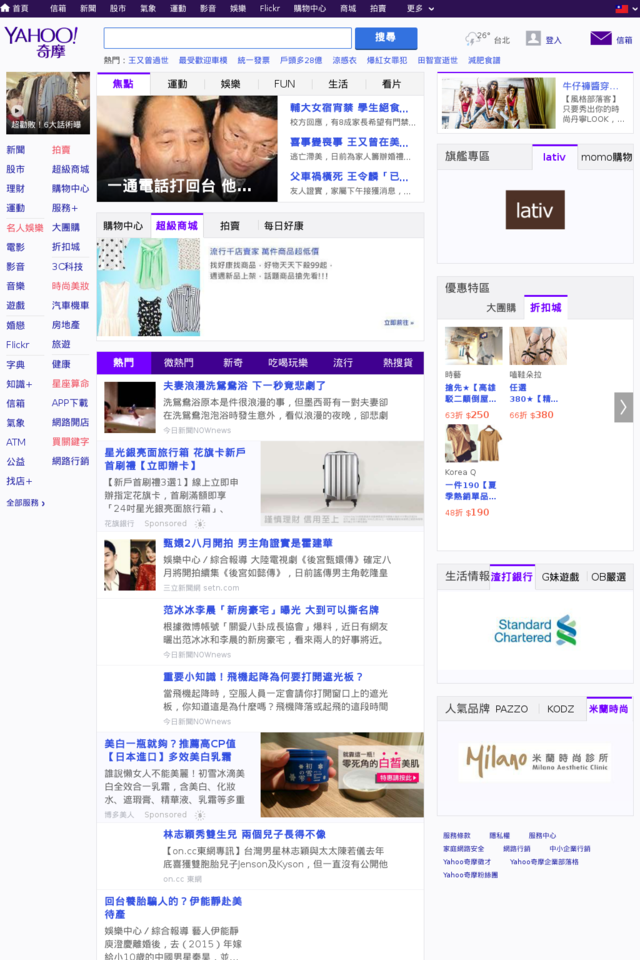 首頁 信箱 新聞 股市 氣象 運動 影音 娛樂 Flickr 購物中心 商城 拍賣 更多
YAHOO!
奇摩
搜尋
26° 台北
登入
信箱
熱門: 王又曾過世 最受歡迎車模 統一發票 戶頭多28億 涼感衣 爆紅女罪犯 田智宣逝世 減肥食譜
超勸敗!6大話術曝
新聞 拍賣
股市 超級商城
理財 購物中心
運動 服務+
名人娛樂 大團購
電影 折扣城
影音 3C科技
音樂 時尚美妝
遊戲 汽車機車
婚戀 房地產
Flickr 旅遊
字典 健康
知識+ 星座算命
信箱 APP下載
氣象 網路開店
ATM 買關鍵字
公益 網路行銷
找店+
全部服務 ›
焦點 運動 娛樂 FUN 生活 看片
一通電話打回台 他...
輔大女宿宵禁 學生絕食...
校方回應,有8成家長希望有門禁...
喜事變喪事 王又曾在美...
逃亡滯美,日前為家人籌辦婚禮...
父車禍橫死 王令麟「已...
友人證實,家屬下午接獲消息,...
購物中心 超級商城 拍賣 每日好康
流行千店賣家 萬件商品超低價
找好康找商品,好物天天下殺99起,
週週新品上架,話題商品搶先看!!!
立即前往 »
熱門 微熱門 新奇 吃喝玩樂 流行 熱搜貨
夫妻浪漫洗鴛鴦浴 下一秒竟悲劇了
洗鴛鴦浴原本是件很浪漫的事,但墨西哥有一對夫妻卻
在洗鴛鴦泡泡浴時發生意外,看似浪漫的夜晚,卻悲劇
今日新聞NOWnews
星光銀亮面旅行箱 花旗卡新戶
首刷禮【立即辦卡】
【新戶首刷禮3選1】線上立即申
辦指定花旗卡,首刷滿額即享
「24吋星光銀亮面旅行箱」、
花旗銀行 Sponsored
謹慎理財 信用至上
甄嬛2八月開拍 男主角證實是霍建華
娛樂中心/綜合報導 大陸電視劇《後宮甄嬛傳》確定八
月將開拍續集《後宮如懿傳》,日前謠傳男主角乾隆皇
三立新聞網 setn.com
范冰冰李晨「新房豪宅」曝光 大到可以撕名牌
根據微博帳號「關愛八卦成長協會」爆料,近日有網友
曬出范冰冰和李晨的新房豪宅,看來兩人的好事將近。
今日新聞NOWnews
重要小知識!飛機起降為何要打開遮光板?
當飛機起降時,空服人員一定會請你打開窗口上的遮光
板,你知道這是為什麼嗎?飛機降落或起飛的這段時間
今日新聞NOWnews
美白一瓶就夠?推薦高CP值
【日本進口】多效美白乳霜
誰說懶女人不能美麗!初雪冰滴美
白全效合一乳霜,含美白、化妝
水、遮瑕膏、精華液、乳霜等多重
博多美人 Sponsored
就靠這一瓶!
零死角的白皙美肌
特惠請按此
林志穎秀雙生兒 兩個兒子長得不像
【on.cc東網專訊】台灣男星林志穎與太太陳若儀去年
底喜獲雙胞胎兒子Jenson及Kyson,但一直沒有公開他
on.cc 東網
回台養胎騙人的?伊能靜赴美
待產
娛樂中心/綜合報導 藝人伊能靜
與庾澄慶離婚後,去(2015)年嫁
給小10歲的中國男星秦昊,並...
牛仔褲醬穿...
【風格部落客】
只要秀出你的時
尚丹寧LOOK,...
旗艦專區 lativ momo購物
lativ
優惠特區
大團購 折扣城
時藝
搶先★【高雄
駁二顛倒屋...
63折 $250
嗑鞋朵拉
任選
380★【精...
66折 $380
Korea Q
一件190【夏
季熱銷單品...
48折 $190
生活情報 渣打銀行 G妹遊戲 OB嚴選
Standard
Chartered
人氣品牌 PAZZO KODZ 米蘭時尚
Milano 米蘭時尚診所
Milano Aesthetic Clinic
服務條款 隱私權 服務中心
家庭網路安全 網路行銷 中小企業行銷
Yahoo奇摩徵才 Yahoo奇摩企業部落格
Yahoo奇摩粉絲團